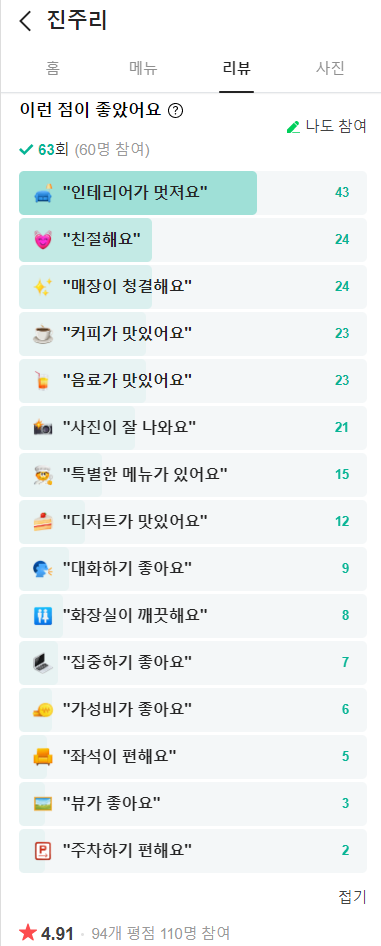 진주리
홈 메뉴 리뷰 사진
이런 점이 좋았어요 ?
나도 참여
63회 (60명 참여)
"인테리어가 멋져요" 43
"친절해요" 24
"매장이 청결해요" 24
"커피가 맛있어요" 23
"음료가 맛있어요" 23
"사진이 잘 나와요" 21
"특별한 메뉴가 있어요" 15
"디저트가 맛있어요" 12
"대화하기 좋아요" 9
"화장실이 깨끗해요" 8
"집중하기 좋아요" 7
"가성비가 좋아요" 6
"좌석이 편해요" 5
"뷰가 좋아요" 3
P "주차하기 편해요" 2
접기
4.91 · 94개 평점 110명 참여